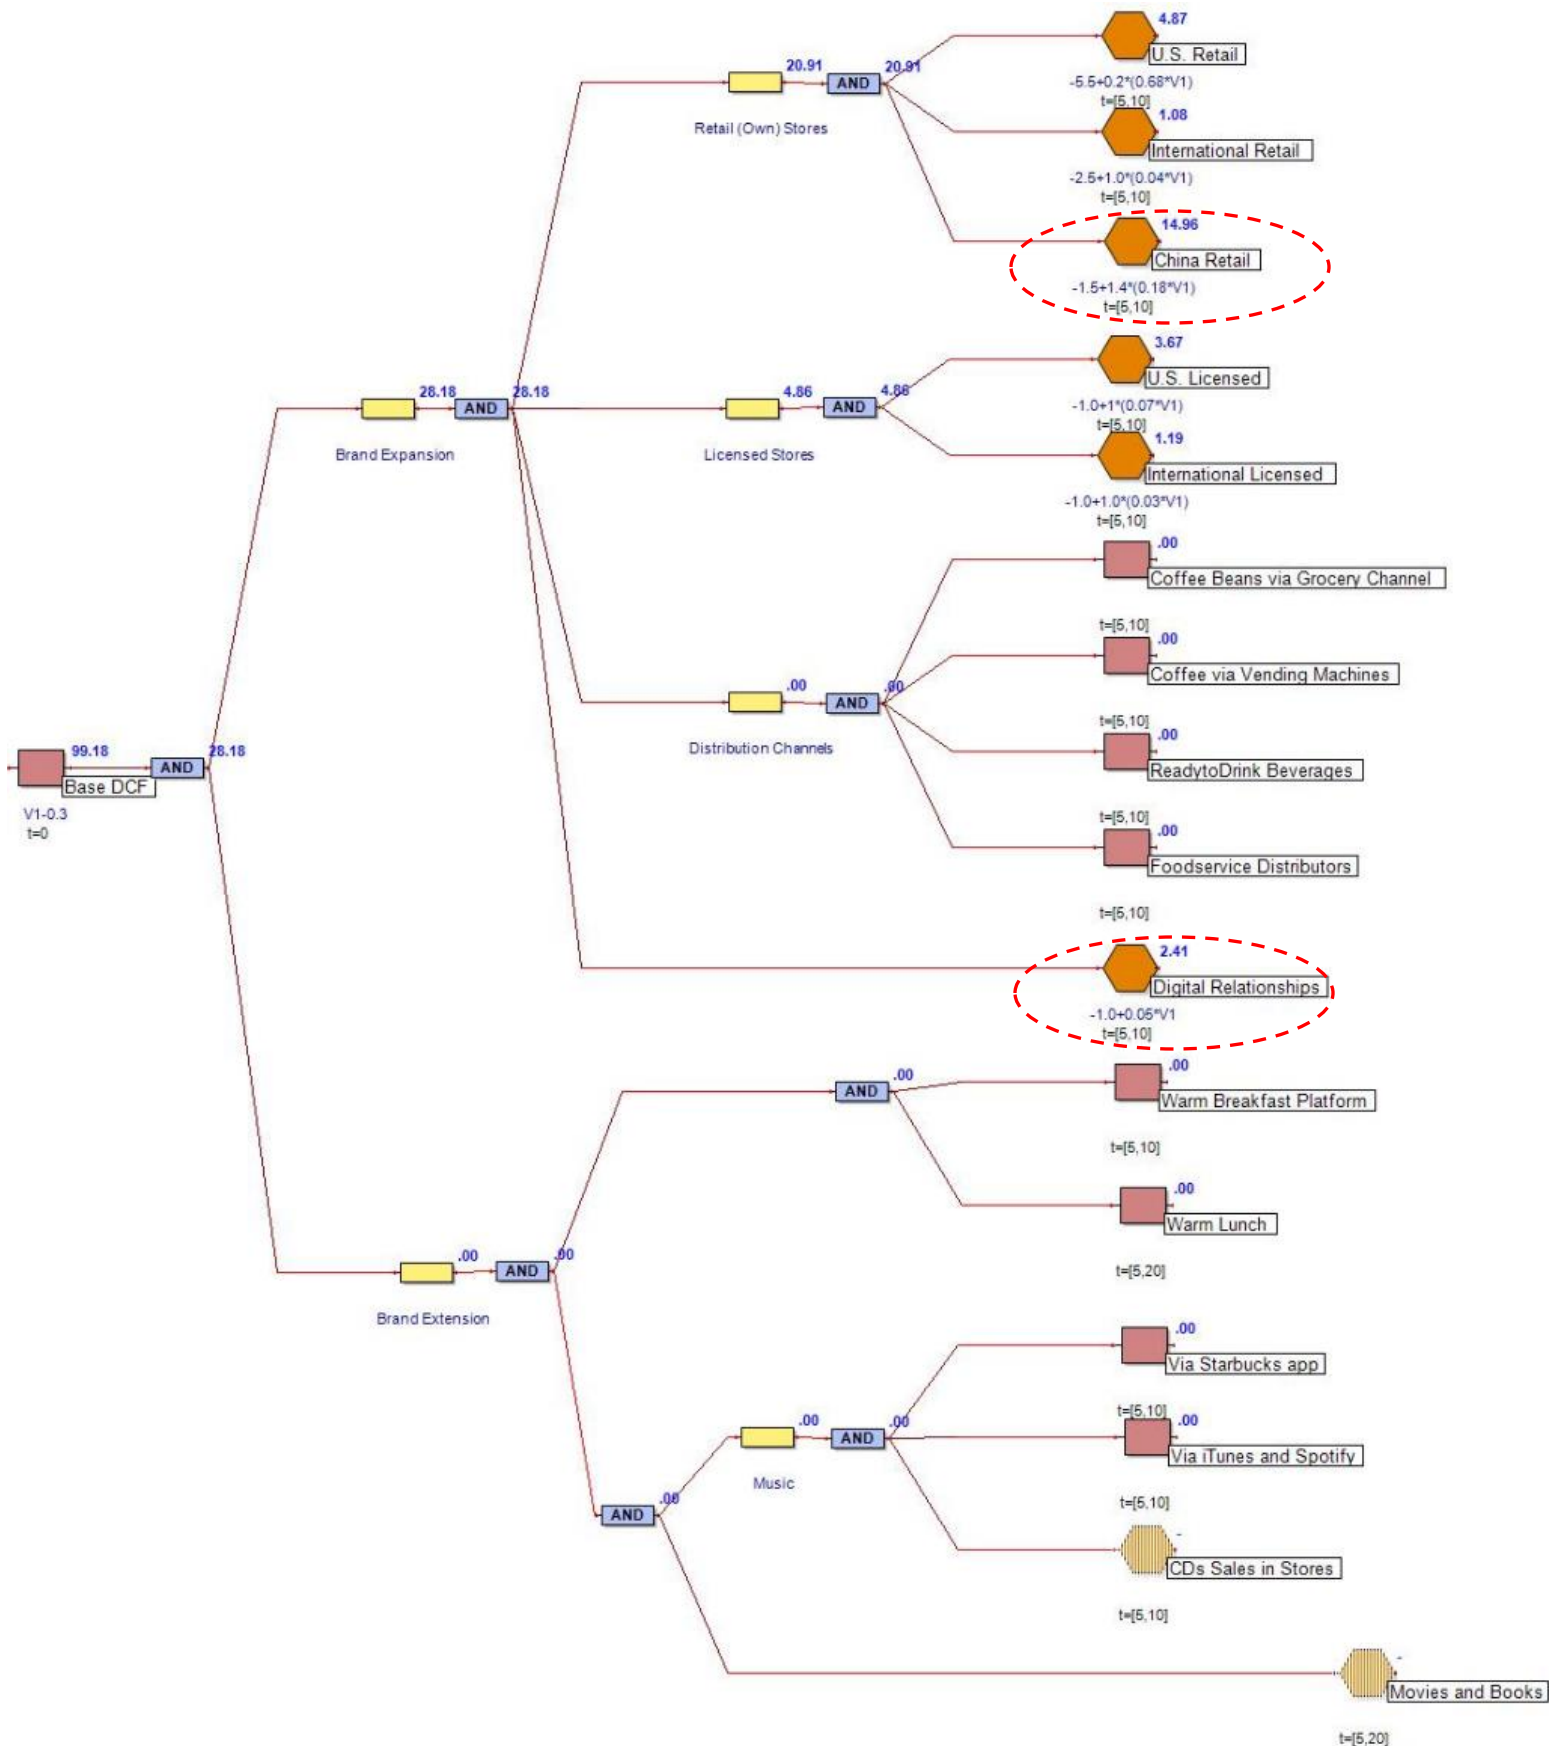 4.87
U.S. Retail
-5.5+0.2*(0.68*V1)
t=[5,10]
20.91
AND
20.91
Retail (Own) Stores
1.08
International Retail
-2.5+1.0*(0.04*V1)
t=[5,10]
14.96
China Retail
-1.5+1.4*(0.18*V1)
t=[5,10]
3.67
U.S. Licensed
-1.0+1*(0.07*V1)
t=[5,10]
28.18
AND
28.18
Brand Expansion
4.86
AND
4.86
Licensed Stores
1.19
International Licensed
-1.0+1.0*(0.03*V1)
t=[5,10]
.00
Coffee Beans via Grocery Channel
t=[5,10]
.00
Coffee via Vending Machines
t=[5,10]
.00
AND
.00
Distribution Channels
.00
ReadytoDrink Beverages
t=[5,10]
99.18
Base DCF
AND
28.18
V1-0.3
t=0
.00
Foodservice Distributors
t=[5,10]
2.41
Digital Relationships
-1.0+0.05*V1
t=[5,10]
AND
.00
.00
Warm Breakfast Platform
t=[5,10]
.00
Warm Lunch
t=[5,20]
.00
AND
.00
Brand Extension
.00
Via Starbucks app
t=[5,10]
.00
AND
.00
Music
.00
Via iTunes and Spotify
t=[5,10]
AND
.00
-
CDs Sales in Stores
t=[5,10]
-
Movies and Books
t=[5,20]